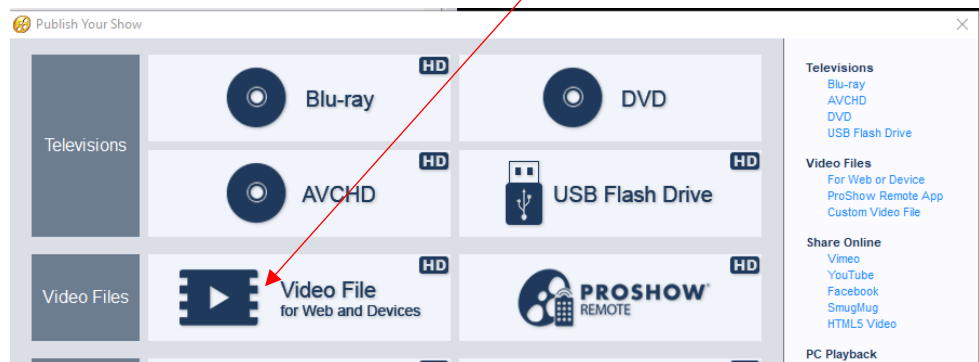 Publish Your Show
Televisions
HD
Blu-ray
DVD
HD
AVCHD
HD
USB Flash Drive
Video Files
HD
Video File
for Web and Devices
HD
PROSHOW
REMOTE
Televisions
Blu-ray
AVCHD
DVD
USB Flash Drive
Video Files
For Web or Device
ProShow Remote App
Custom Video File
Share Online
Vimeo
YouTube
Facebook
SmugMug
HTML5 Video
PC Playback